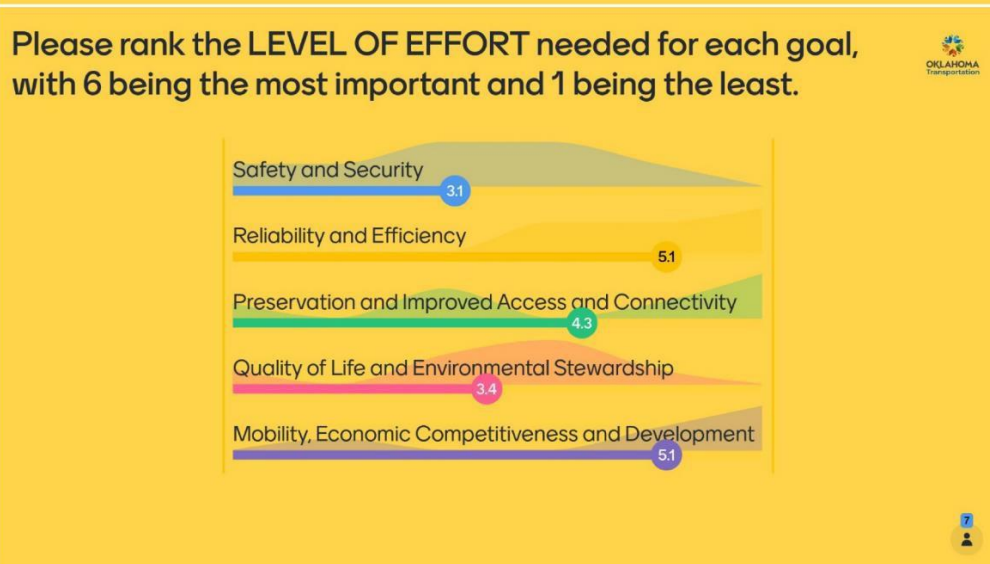 Please rank the LEVEL OF EFFORT needed for each goal,
with 6 being the most important and 1 being the least.
OKLAHOMA
Transportation
Safety and Security
3.1
Reliability and Efficiency
5.1
Preservation and Improved Access and Connectivity
4.3
Quality of Life and Environmental Stewardship
3.4
Mobility, Economic Competitiveness and Development
5.1
7